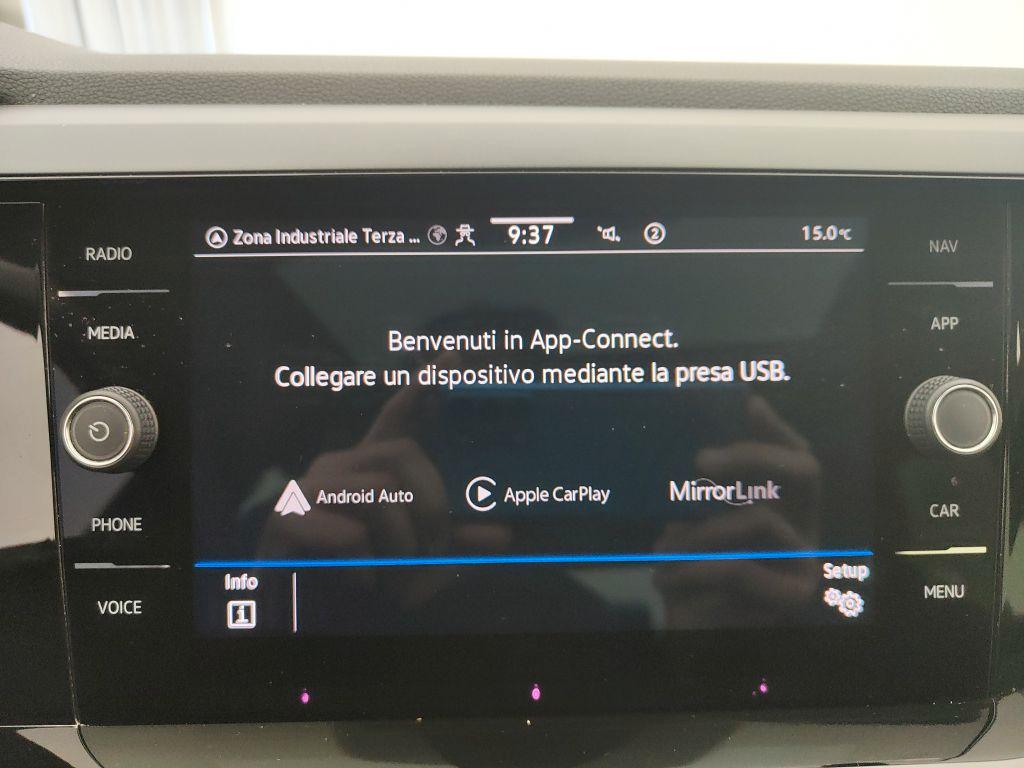 RADIO
MEDIA
PHONE
VOICE
Zona Industriale Terza ...
9:37
2
15.0°C
Benvenuti in App-Connect.
Collegare un dispositivo mediante la presa USB.
Android Auto
Apple CarPlay
MirrorLink
Info
i
Setup
NAV
APP
CAR
MENU